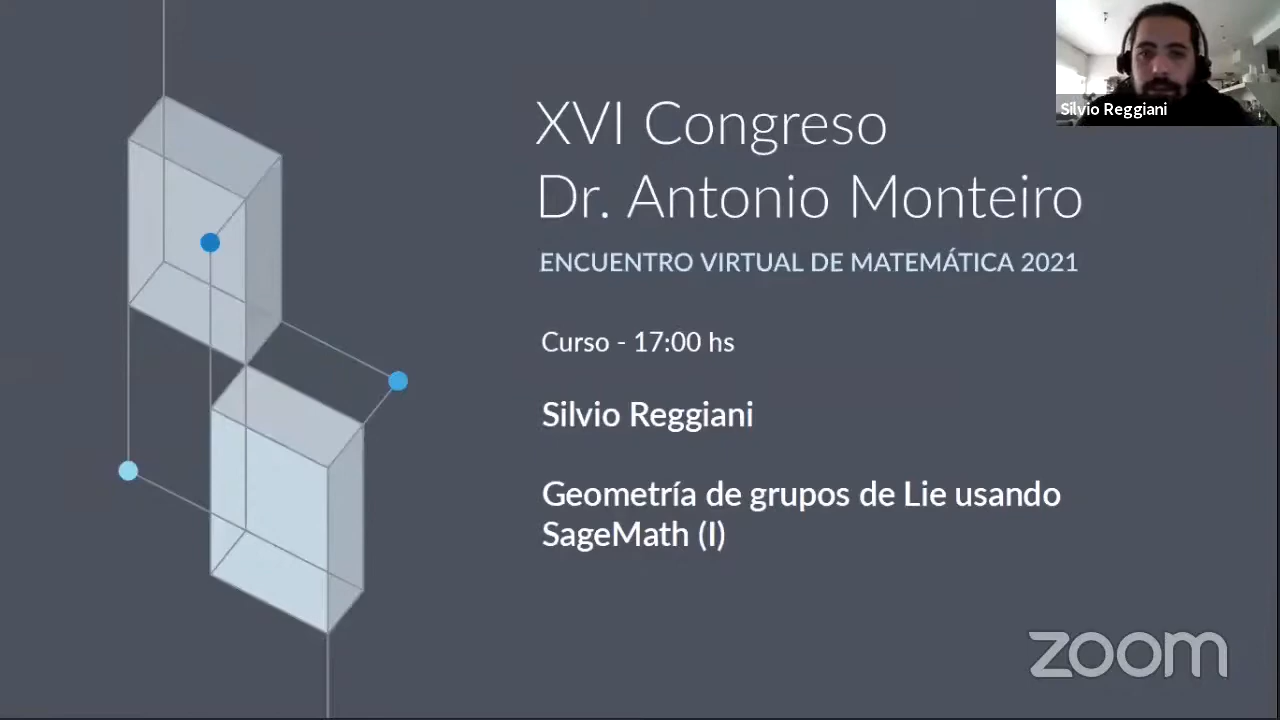 XVI Congreso
Dr. Antonio Monteiro
ENCUENTRO VIRTUAL DE MATEMÁTICA 2021
Curso - 17:00 hs
Silvio Reggiani
Geometría de grupos de Lie usando
SageMath (I)
Silvio Reggiani
zoom